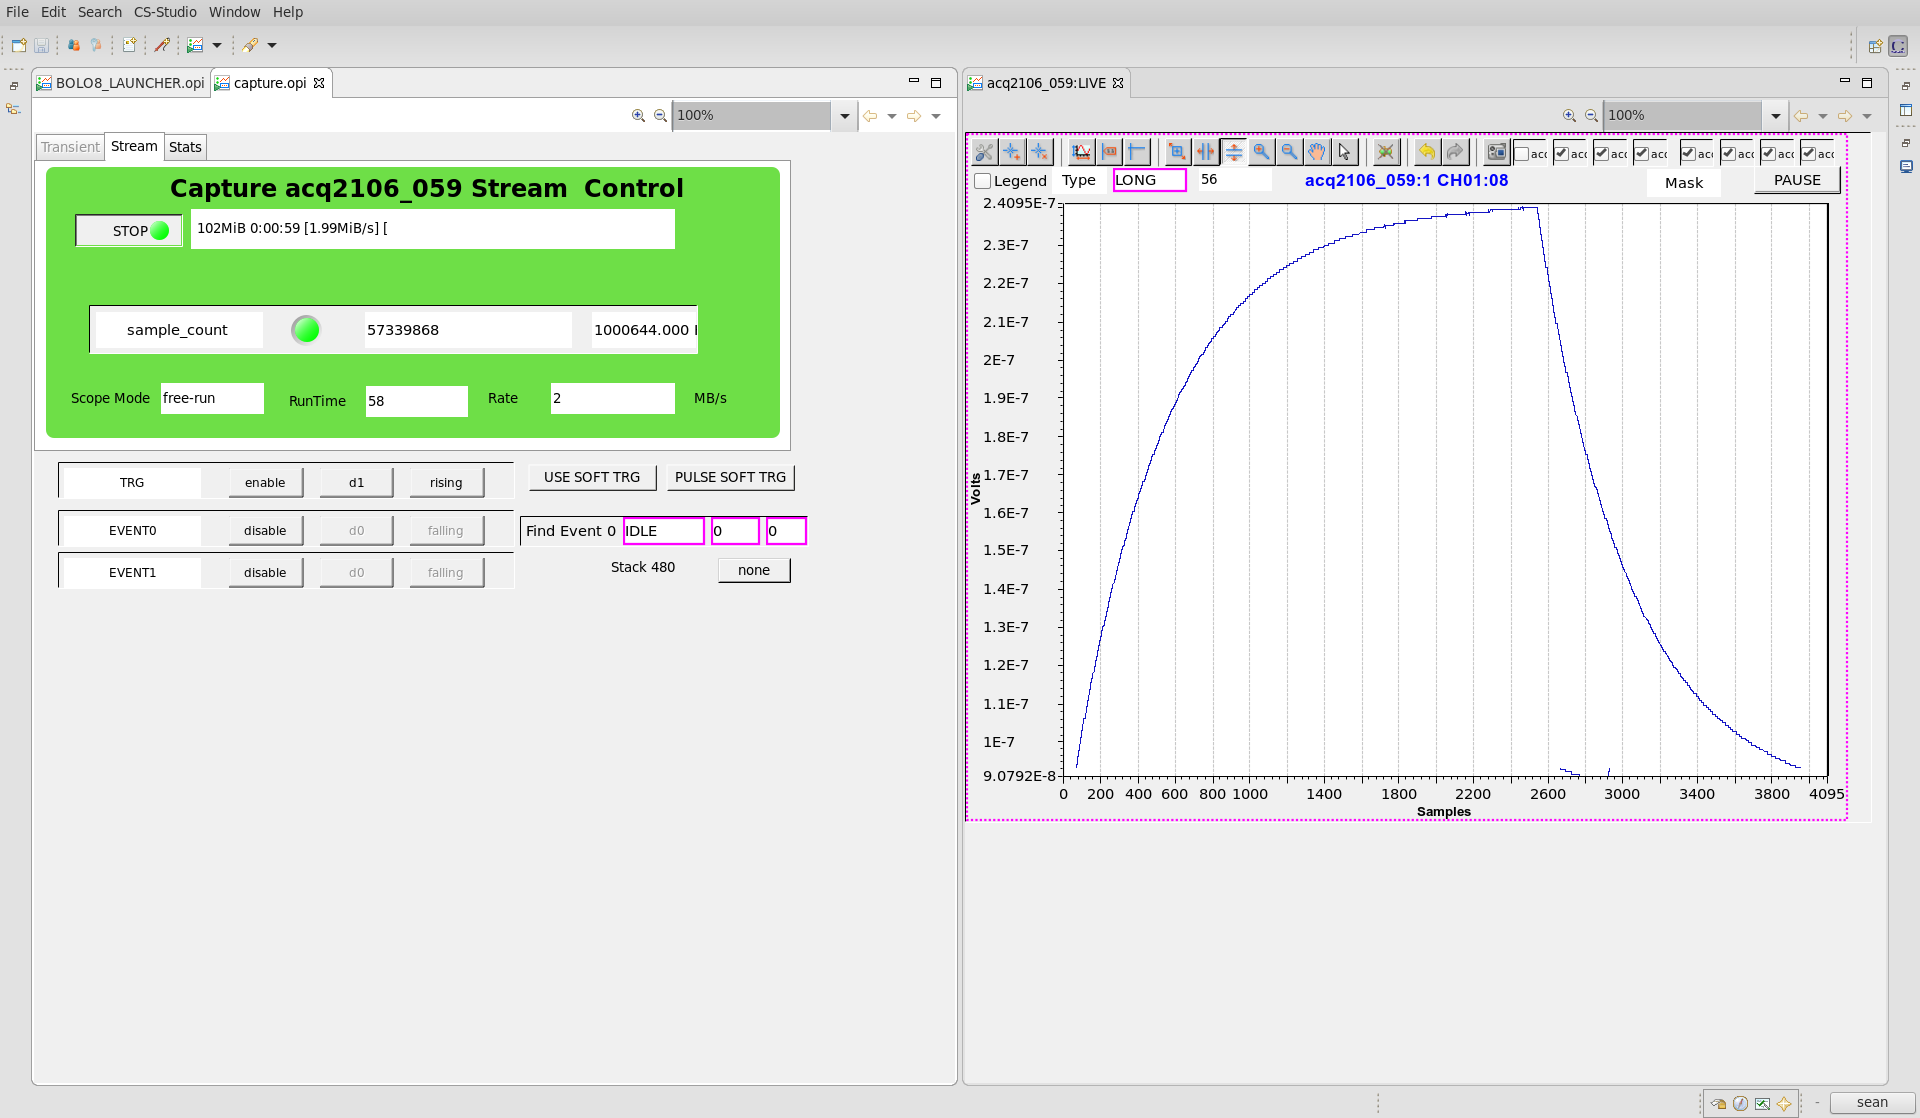 File Edit Search CS-Studio Window Help
BOLO8_LAUNCHER.opi capture.opi
100%
Transient Stream Stats
Capture acq2106_059 Stream Control
STOP 102MiB 0:00:59 [1.99MiB/s] [
sample_count 57339868 1000644.000
Scope Mode free-run RunTime 58 Rate 2 MB/s
TRG enable d1 rising USE SOFT TRG PULSE SOFT TRG
EVENT0 disable d0 falling Find Event 0 IDLE 0 0
EVENT1 disable d0 falling Stack 480 none
acq2106_059:LIVE
100%
acc acc acc acc acc acc acc acc
Legend Type LONG 56 acq2106_059:1 CH01:08 Mask PAUSE
2.4095E-7
2.3E-7
2.2E-7
2.1E-7
2E-7
1.9E-7
1.8E-7
1.7E-7
1.6E-7
1.5E-7
1.4E-7
1.3E-7
1.2E-7
1.1E-7
1E-7
9.0792E-8
Volts
0 200 400 600 800 1000 1400 1800 2200 2600 3000 3400 3800 4095
Samples
- sean